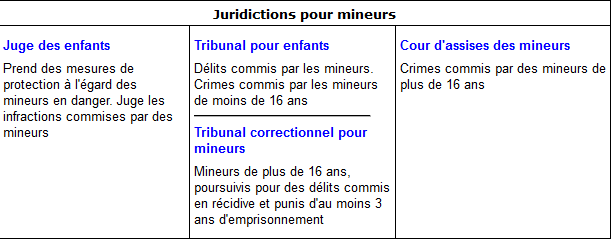 Juridictions pour mineurs
Juge des enfants
Prend des mesures de
protection à l'égard des
mineurs en danger. Juge les
infractions commises par des
mineurs
Tribunal pour enfants
Délits commis par les mineurs.
Crimes commis par les mineurs
de moins de 16 ans
Tribunal correctionnel pour
mineurs
Mineurs de plus de 16 ans,
poursuivis pour des délits commis
en récidive et punis d'au moins 3
ans d'emprisonnement
Cour d'assises des mineurs
Crimes commis par des mineurs de
plus de 16 ans